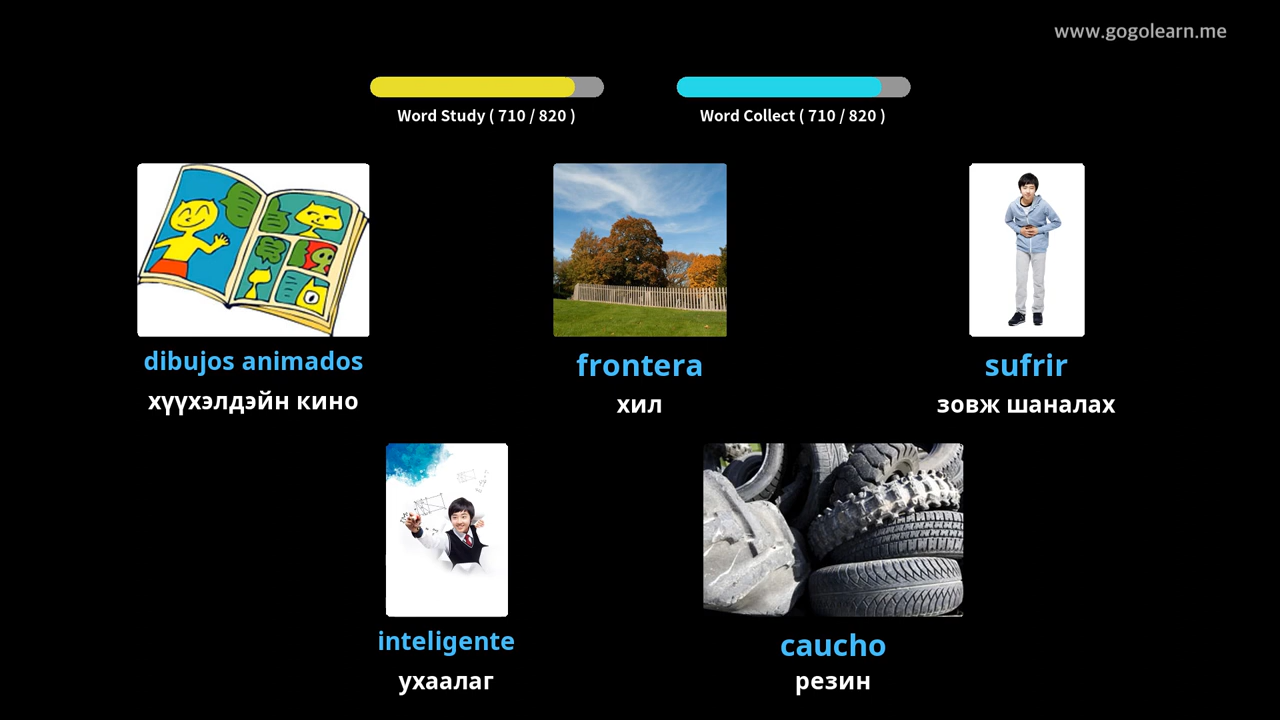 www.gogolearn.me
Word Study ( 710 / 820 )
Word Collect ( 710 / 820 )
dibujos animados
хүүхэлдэйн кино
frontera
хил
sufrir
зовж шаналах
inteligente
ухаалаг
caucho
резин